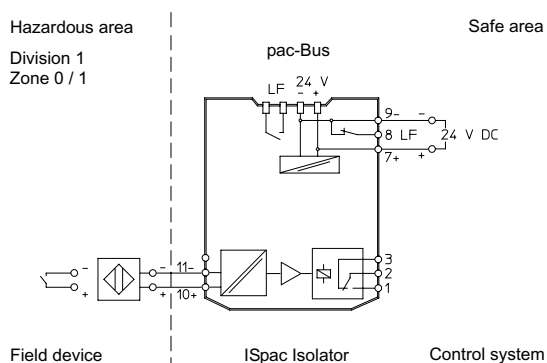 Hazardous area
Safe area
Division 1
Zone 0 / 1
pac-Bus
LF 24 V
- +
9- -
8 LF 24 V DC
7+ +
3
- - 11- 2
+ + 10+ 1
Field device
ISpac Isolator
Control system